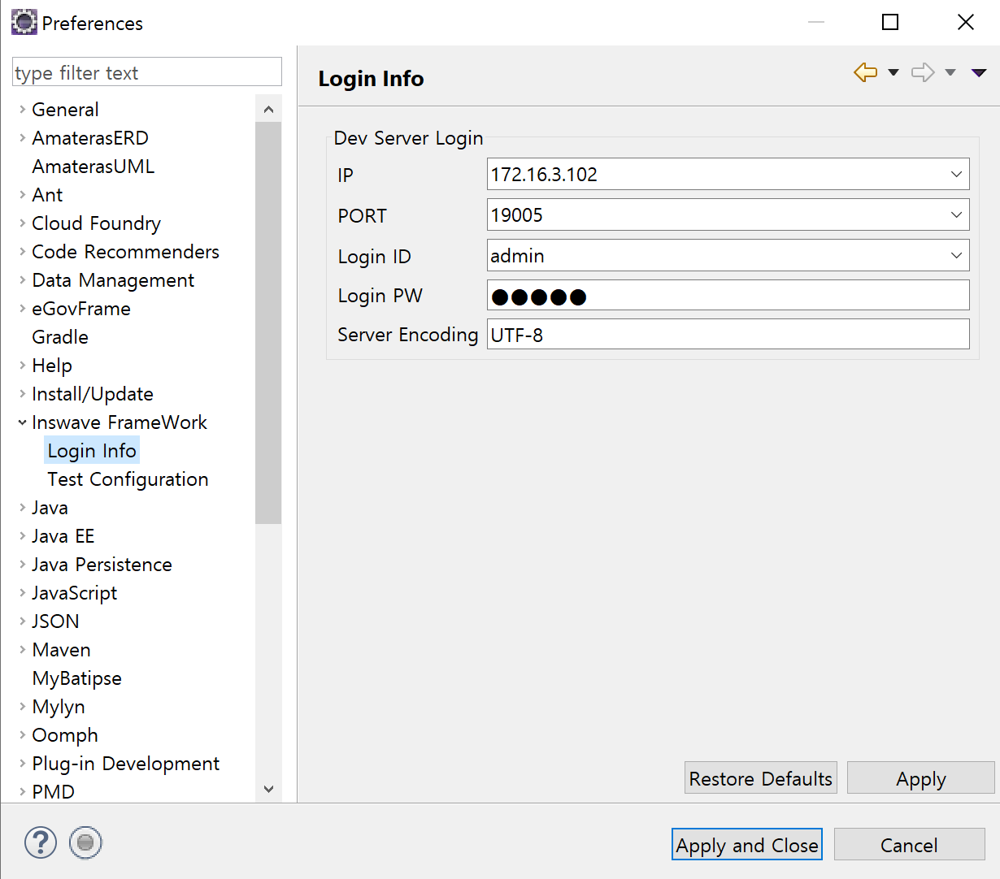 Preferences
type filter text
General
AmaterasERD
AmaterasUML
Ant
Cloud Foundry
Code Recommenders
Data Management
eGovFrame
Gradle
Help
Install/Update
Inswave FrameWork
Login Info
Test Configuration
Java
Java EE
Java Persistence
JavaScript
JSON
Maven
MyBatipse
Mylyn
Oomph
Plug-in Development
PMD
Login Info
Dev Server Login
IP 172.16.3.102
PORT 19005
Login ID admin
Login PW ●●●●●
Server Encoding UTF-8
Restore Defaults Apply
Apply and Close Cancel